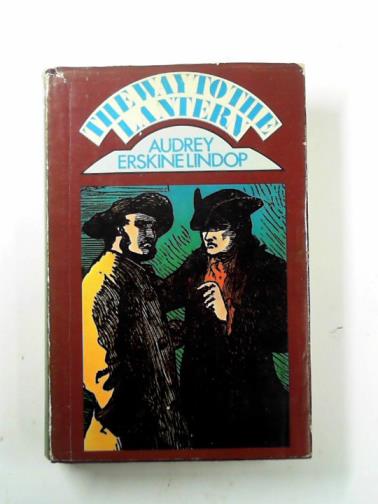 THE WAY TO THE
LANTERN
AUDREY
ERSKINE LINDOP